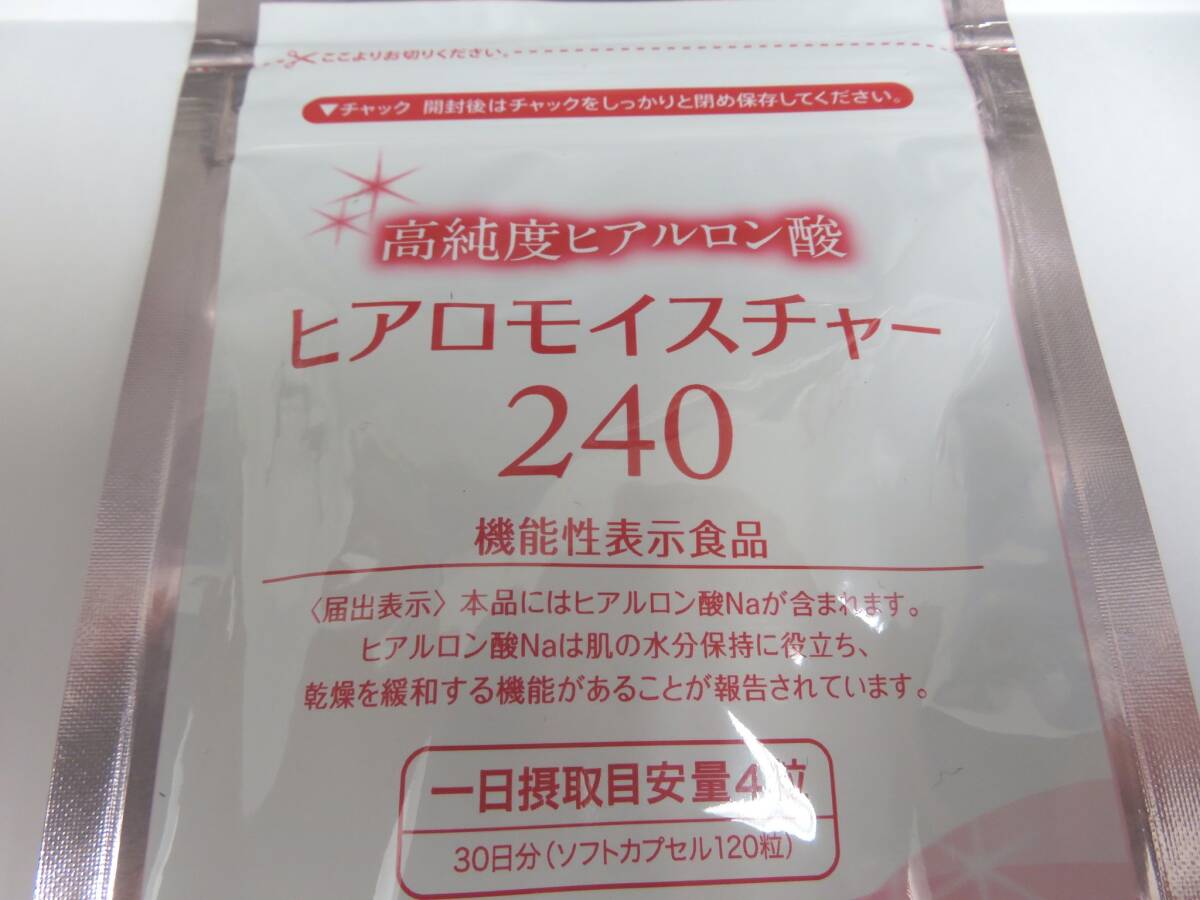 ここよりお切りください。
▼チャック 開封後はチャックをしっかりと閉め保存してください。
高純度ヒアルロン酸
ヒアロモイスチャー
240
機能性表示食品
〈届出表示〉本品にはヒアルロン酸Naが含まれます。
ヒアルロン酸Naは肌の水分保持に役立ち、
乾燥を緩和する機能があることが報告されています。
一日摂取目安量4粒
30日分(ソフトカプセル120粒)